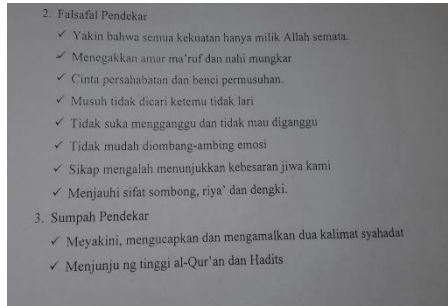 2. Falsafal Pendekar
✓ Yakin bahwa semua kekuatan hanya milik Allah semata.
✓ Menegakkan amar ma'ruf dan nahi mungkar
✓ Cinta persahabatan dan benci permusuhan.
✓ Musuh tidak dicari ketemu tidak lari
✓ Tidak suka mengganggu dan tidak mau diganggu
✓ Tidak mudah diombang-ambing emosi
✓ Sikap mengalah menunjukkan kebesaran jiwa kami
✓ Menjauhi sifat sombong, riya' dan dengki.
3. Sumpah Pendekar
✓ Meyakini, mengucapkan dan mengamalkan dua kalimat syahadat
✓ Menjunju ng tinggi al-Qur'an dan Hadits